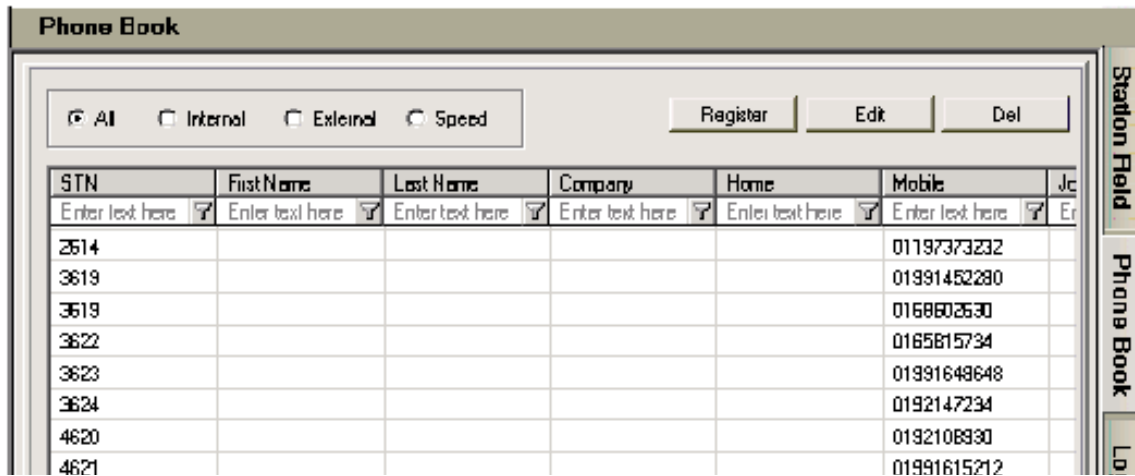 Phone Book
All Internal External Speed
Register Edit Del
STN First Name Last Name Company Home Mobile
Enter text here Enter text here Enter text here Enter text here Enter text here Enter text here
2614 01197373232
3619 01991452280
3619
3622 0165815734
3623 01991648648
3624 0192147234
4620 0192108930
4621 01991615212
Station Field
Phone Book